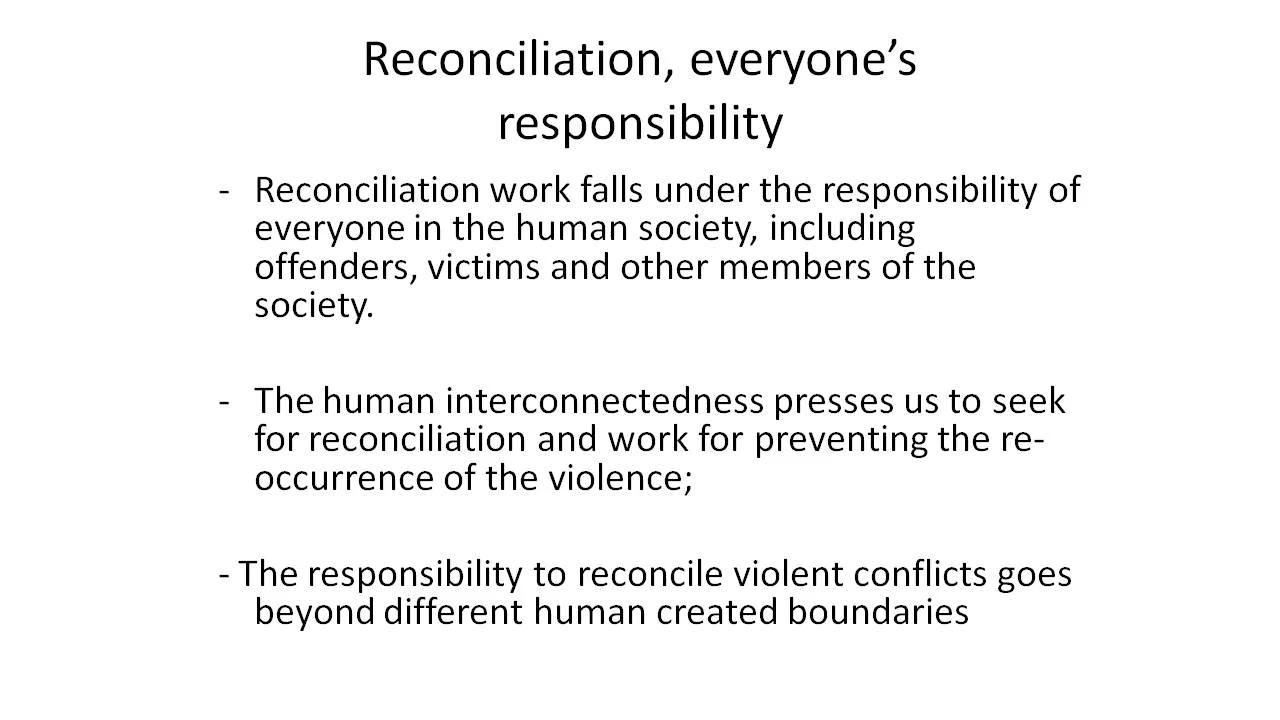 Reconciliation, everyone’s
responsibility
- Reconciliation work falls under the responsibility of
everyone in the human society, including
offenders, victims and other members of the
society.
- The human interconnectedness presses us to seek
for reconciliation and work for preventing the re-
occurrence of the violence;
- The responsibility to reconcile violent conflicts goes
beyond different human created boundaries